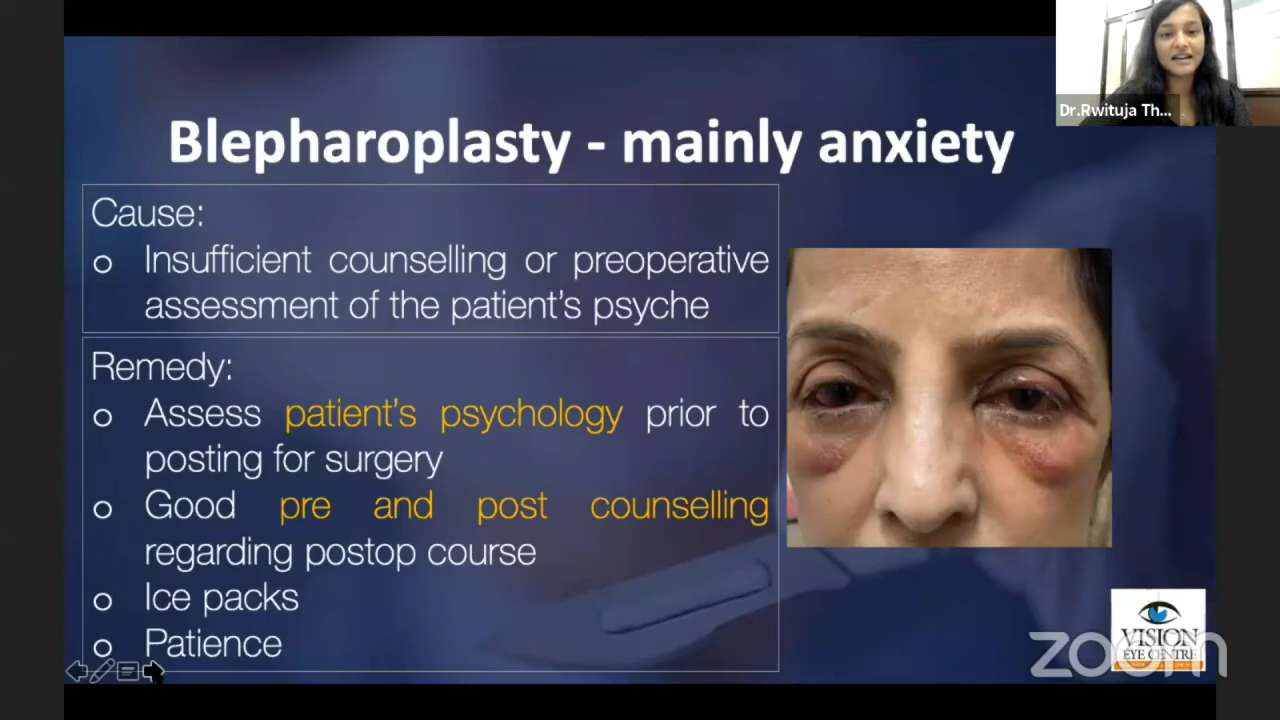 Dr.Rwituja Th...
Blepharoplasty - mainly anxiety
Cause:
o Insufficient counselling or preoperative
assessment of the patient's psyche
Remedy:
o Assess patient's psychology prior to
posting for surgery
o Good pre and post counselling
regarding postop course
o Ice packs
o Patience
VISION
EYE CENTRE
zoom